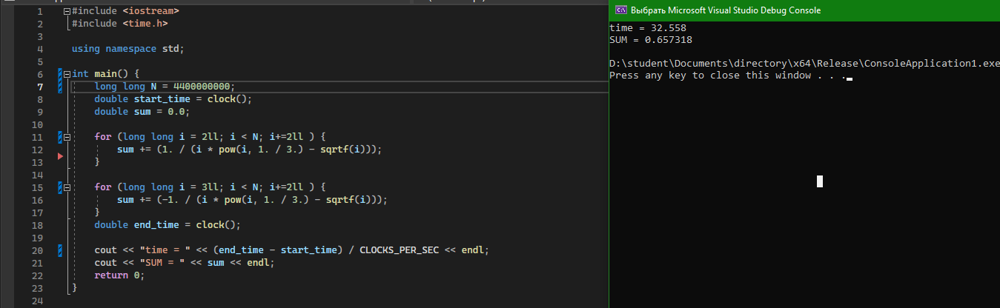 1 #include <iostream>
2 #include <time.h>
3
4 using namespace std;
5
6 int main() {
7 long long N = 4400000000;
8 double start_time = clock();
9 double sum = 0.0;
10
11 for (long long i = 2ll; i < N; i+=2ll ) {
12 sum += (1. / (i * pow(i, 1. / 3.) - sqrtf(i)));
13 }
14
15 for (long long i = 3ll; i < N; i+=2ll ) {
16 sum += (-1. / (i * pow(i, 1. / 3.) - sqrtf(i)));
17 }
18 double end_time = clock();
19
20 cout << "time = " << (end_time - start_time) / CLOCKS_PER_SEC << endl;
21 cout << "SUM = " << sum << endl;
22 return 0;
23 }
24
C:\ Выбрать Microsoft Visual Studio Debug Console
time = 32.558
SUM = 0.657318
D:\student\Documents\directory\x64\Release\ConsoleApplication1.exe
Press any key to close this window . . .